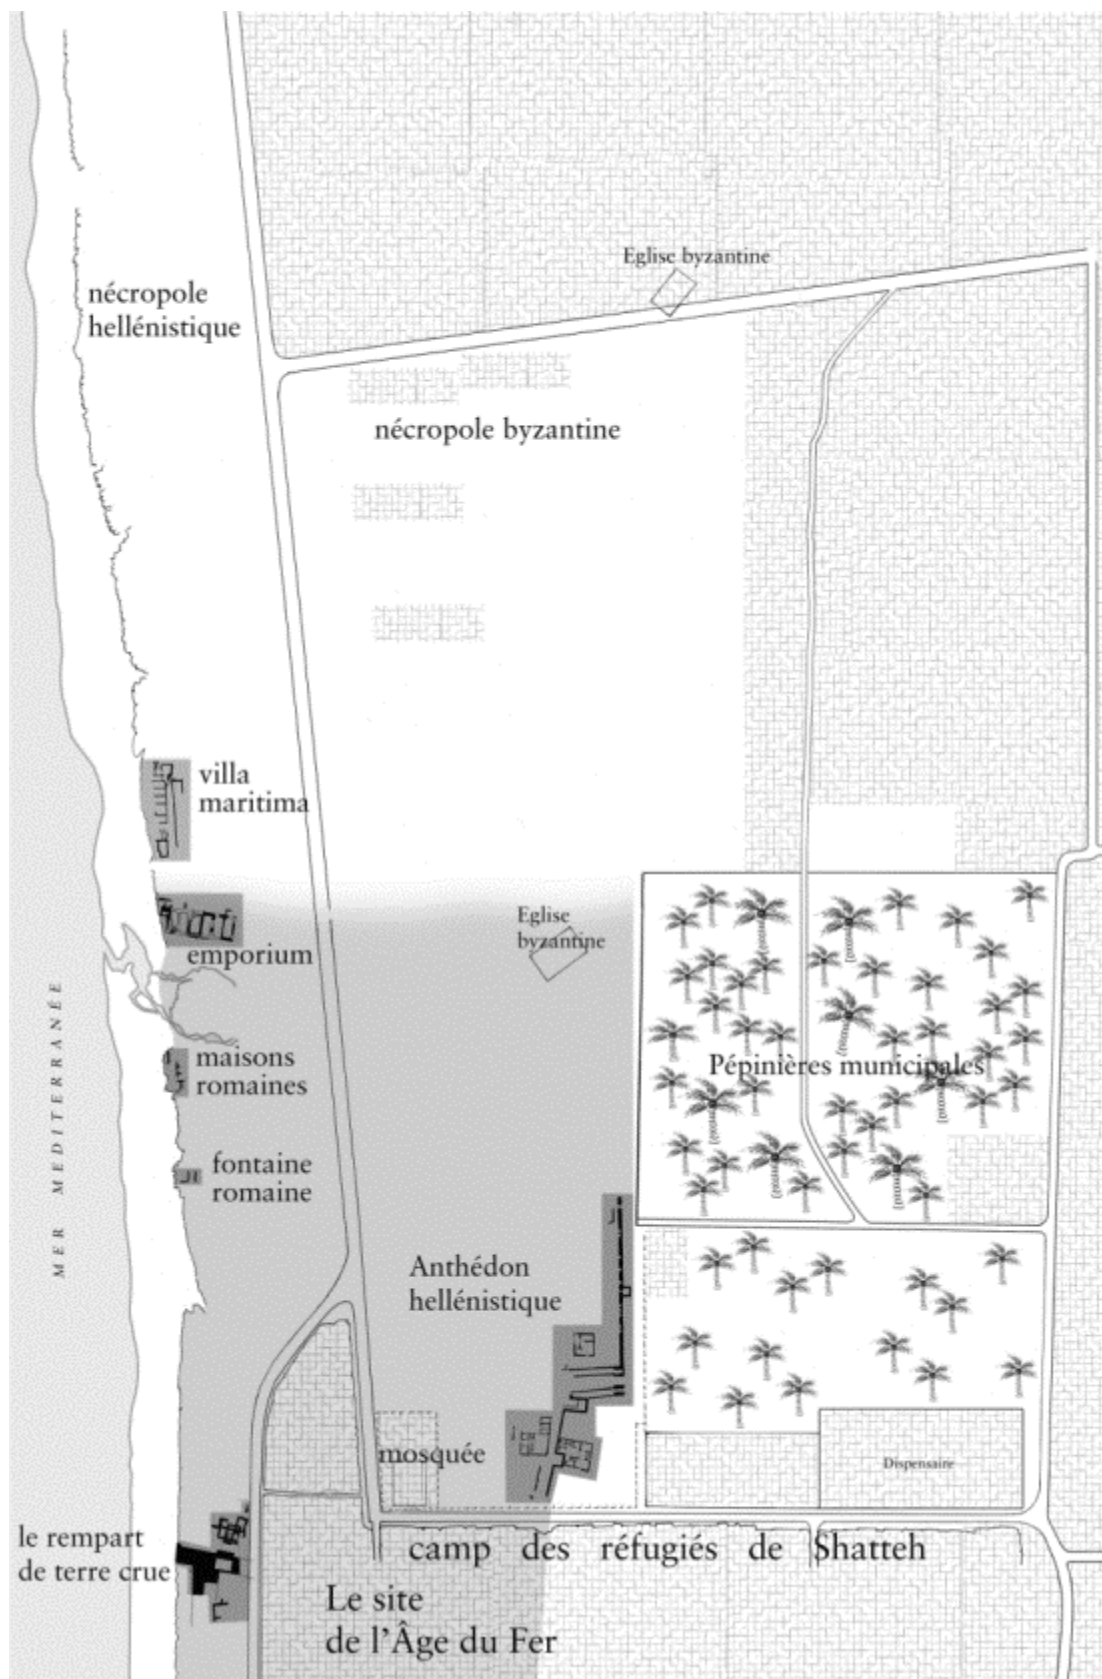 Eglise byzantine
nécropole
hellénistique
nécropole byzantine
villa
maritima
Eglise
byzantine
emporium
MER MEDITERRANÉE
maisons
romaines
Pépinières municipales
fontaine
romaine
Anthédon
hellénistique
mosquée
Dispensaire
le rempart
de terre crue
camp des réfugiés de Shatteh
Le site
de l'Âge du Fer